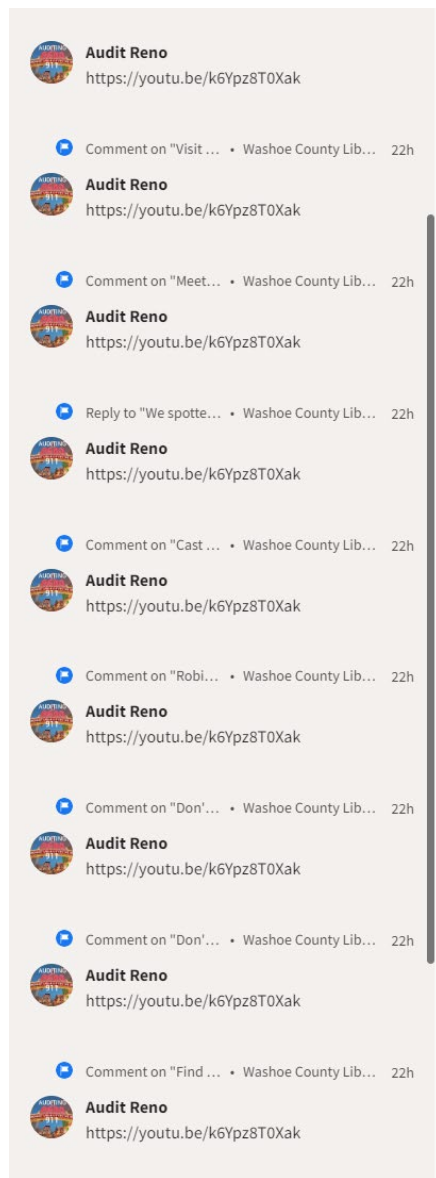 Audit Reno
https://youtu.be/k6Ypz8T0Xak
Comment on "Visit ... • Washoe County Lib... 22h
Audit Reno
https://youtu.be/k6Ypz8T0Xak
Comment on "Meet... • Washoe County Lib... 22h
Audit Reno
https://youtu.be/k6Ypz8T0Xak
Reply to "We spotte... • Washoe County Lib... 22h
Audit Reno
https://youtu.be/k6Ypz8T0Xak
Comment on "Cast ... • Washoe County Lib... 22h
Audit Reno
https://youtu.be/k6Ypz8T0Xak
Comment on "Robi... • Washoe County Lib... 22h
Audit Reno
https://youtu.be/k6Ypz8T0Xak
Comment on "Don'... • Washoe County Lib... 22h
Audit Reno
https://youtu.be/k6Ypz8T0Xak
Comment on "Don'... • Washoe County Lib... 22h
Audit Reno
https://youtu.be/k6Ypz8T0Xak
Comment on "Find ... • Washoe County Lib... 22h
Audit Reno
https://youtu.be/k6Ypz8T0Xak